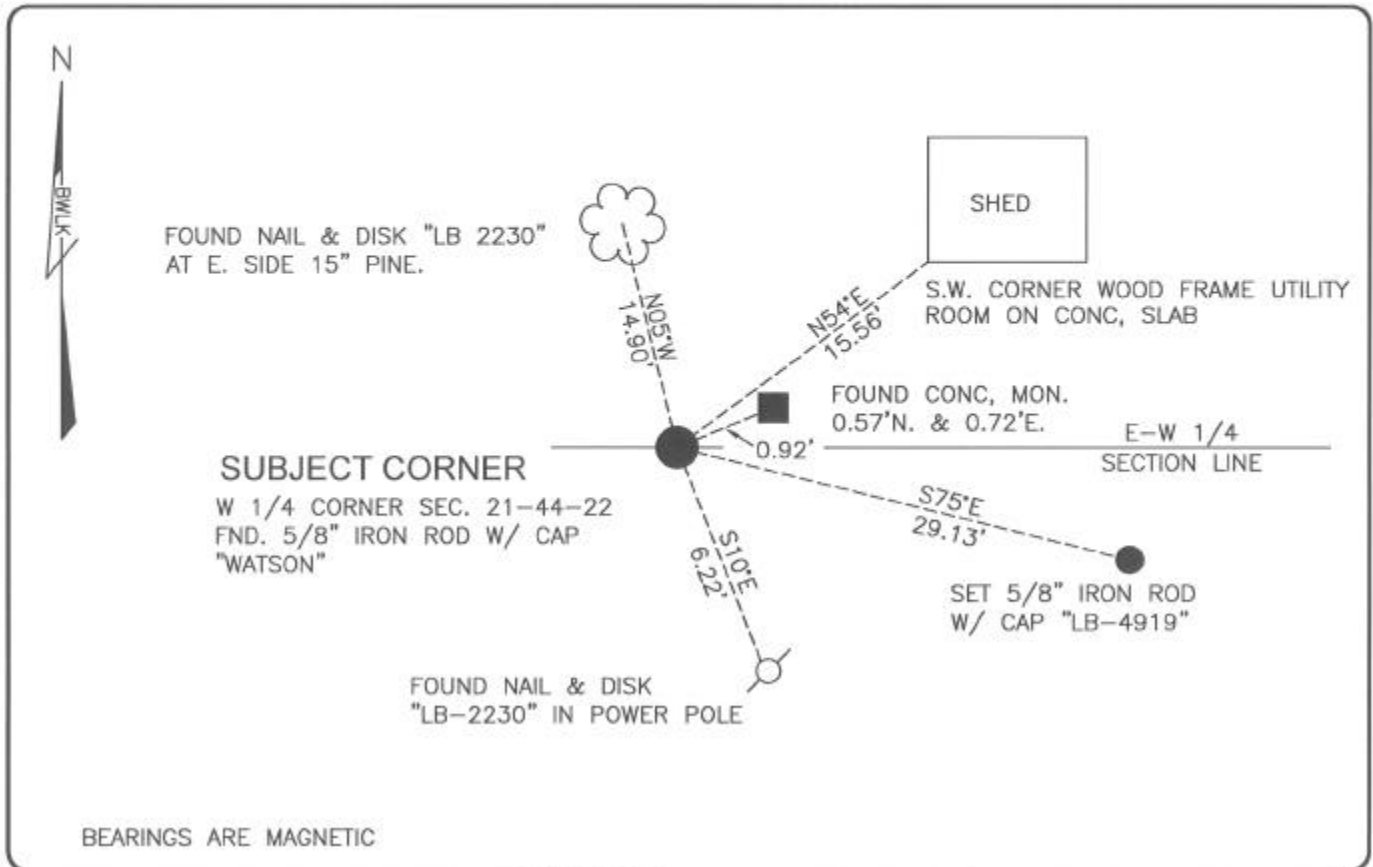 N
BWLK
SHED
FOUND NAIL & DISK "LB 2230"
AT E. SIDE 15" PINE.
N05°W
14.90'
N54°E
15.56'
S.W. CORNER WOOD FRAME UTILITY
ROOM ON CONC, SLAB
FOUND CONC, MON.
0.57'N. & 0.72'E.
0.92'
E-W 1/4
SECTION LINE
SUBJECT CORNER
W 1/4 CORNER SEC. 21-44-22
FND. 5/8" IRON ROD W/ CAP
"WATSON"
S75°E
29.13'
S10°E
6.22'
SET 5/8" IRON ROD
W/ CAP "LB-4919"
FOUND NAIL & DISK
"LB-2230" IN POWER POLE
BEARINGS ARE MAGNETIC